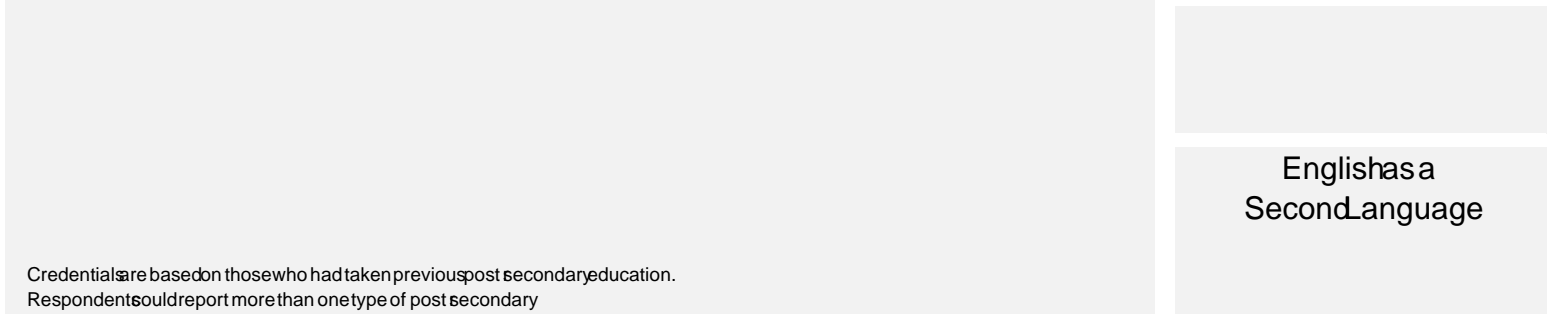 English as a
Second Language
Credentials are based on those who had taken previous post secondary education.
Respondents could report more than one type of post secondary